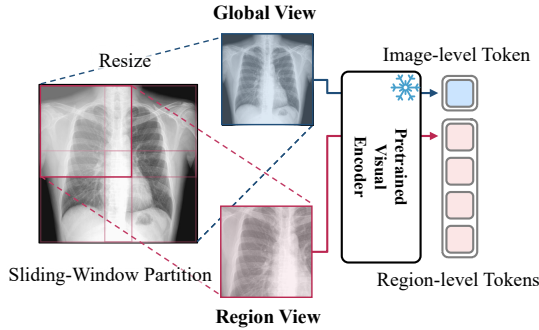 Global View
Resize
Image-level Token
Pretrained
Visual
Encoder
Sliding-Window Partition
Region-level Tokens
Region View